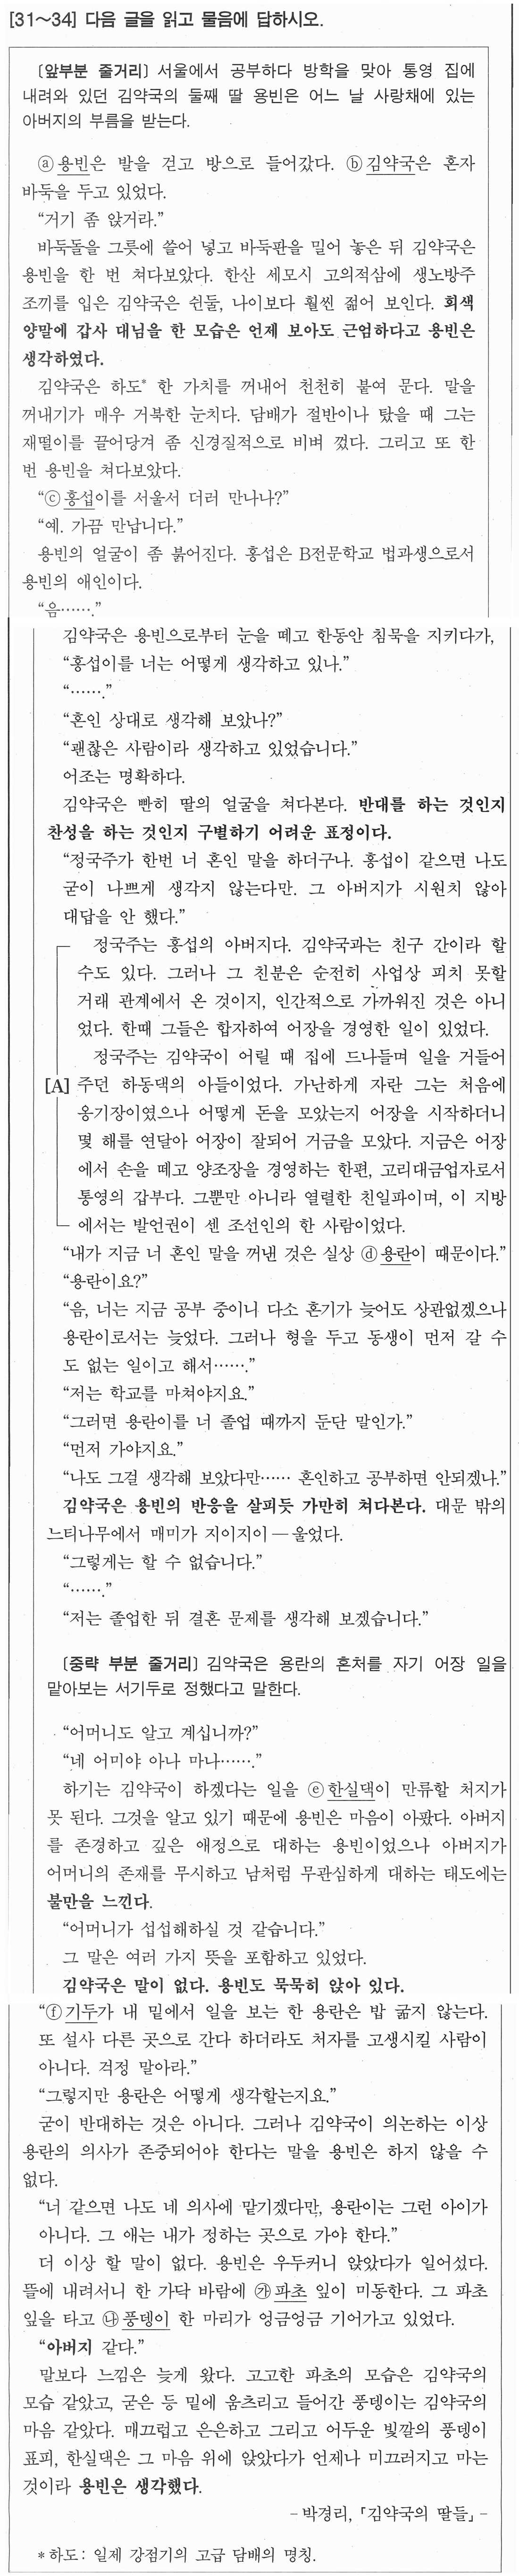 [31～34] 다음 글을 읽고 물음에 답하시오.
〔앞부분 줄거리〕 서울에서 공부하다 방학을 맞아 통영 집에
내려와 있던 김약국의 둘째 딸 용빈은 어느 날 사랑채에 있는
아버지의 부름을 받는다.
ⓐ용빈은 발을 걷고 방으로 들어갔다. ⓑ김약국은 혼자
바둑을 두고 있었다.
“거기 좀 앉거라.”
바둑돌을 그릇에 쓸어 넣고 바둑판을 밀어 놓은 뒤 김약국은
용빈을 한 번 쳐다보았다. 한산 세모시 고의적삼에 생노방주
조끼를 입은 김약국은 쉰둘, 나이보다 훨씬 젊어 보인다. 회색
양말에 갑사 대님을 한 모습은 언제 보아도 근엄하다고 용빈은
생각하였다.
김약국은 하도* 한 가치를 꺼내어 천천히 붙여 문다. 말을
꺼내기가 매우 거북한 눈치다. 담배가 절반이나 탔을 때 그는
재떨이를 끌어당겨 좀 신경질적으로 비벼 껐다. 그리고 또 한
번 용빈을 쳐다보았다.
“ⓒ홍섭이를 서울서 더러 만나나?”
“예. 가끔 만납니다.”
용빈의 얼굴이 좀 붉어진다. 홍섭은 B전문학교 법과생으로서
용빈의 애인이다.
“음…….”
김약국은 용빈으로부터 눈을 떼고 한동안 침묵을 지키다가,
“홍섭이를 너는 어떻게 생각하고 있나.”
“…….”
“혼인 상대로 생각해 보았나?”
“괜찮은 사람이라 생각하고 있었습니다.”
어조는 명확하다.
김약국은 빤히 딸의 얼굴을 쳐다본다. 반대를 하는 것인지
찬성을 하는 것인지 구별하기 어려운 표정이다.
“정국주가 한번 너 혼인 말을 하더구나. 홍섭이 같으면 나도
굳이 나쁘게 생각지 않는다만. 그 아버지가 시원치 않아
대답을 안 했다.”
정국주는 홍섭의 아버지다. 김약국과는 친구 간이라 할
수도 있다. 그러나 그 친분은 순전히 사업상 피치 못할
거래 관계에서 온 것이지, 인간적으로 가까워진 것은 아니
었다. 한때 그들은 합자하여 어장을 경영한 일이 있었다.
정국주는 김약국이 어릴 때 집에 드나들며 일을 거들어
[A] 주던 하동댁의 아들이었다. 가난하게 자란 그는 처음에
옹기장이였으나 어떻게 돈을 모았는지 어장을 시작하더니
몇 해를 연달아 어장이 잘되어 거금을 모았다. 지금은 어장
에서 손을 떼고 양조장을 경영하는 한편, 고리대금업자로서
통영의 갑부다. 그뿐만 아니라 열렬한 친일파이며, 이 지방
에서는 발언권이 센 조선인의 한 사람이었다.
“내가 지금 너 혼인 말을 꺼낸 것은 실상 ⓓ용란이 때문이다.”
“용란이요?”
“음, 너는 지금 공부 중이니 다소 혼기가 늦어도 상관없겠으나
용란이로서는 늦었다. 그러나 형을 두고 동생이 먼저 갈 수
도 없는 일이고 해서…….”
“저는 학교를 마쳐야지요.”
“그러면 용란이를 너 졸업 때까지 둔단 말인가.”
“먼저 가야지요.”
“나도 그걸 생각해 보았다만…… 혼인하고 공부하면 안되겠나.”
김약국은 용빈의 반응을 살피듯 가만히 쳐다본다. 대문 밖의
느티나무에서 매미가 지이지이 ─ 울었다.
“그렇게는 할 수 없습니다.”
“…….”
“저는 졸업한 뒤 결혼 문제를 생각해 보겠습니다.”
〔중략 부분 줄거리〕 김약국은 용란의 혼처를 자기 어장 일을
맡아보는 서기두로 정했다고 말한다.
“어머니도 알고 계십니까?”
“네 어미야 아나 마나…….”
하기는 김약국이 하겠다는 일을 ⓔ한실댁이 만류할 처지가
못 된다. 그것을 알고 있기 때문에 용빈은 마음이 아팠다. 아버지
를 존경하고 깊은 애정으로 대하는 용빈이었으나 아버지가
어머니의 존재를 무시하고 남처럼 무관심하게 대하는 태도에는
불만을 느낀다.
“어머니가 섭섭해하실 것 같습니다.”
그 말은 여러 가지 뜻을 포함하고 있었다.
김약국은 말이 없다. 용빈도 묵묵히 앉아 있다.
“ⓕ기두가 내 밑에서 일을 보는 한 용란은 밥 굶지 않는다.
또 설사 다른 곳으로 간다 하더라도 처자를 고생시킬 사람이
아니다. 걱정 말아라.”
“그렇지만 용란은 어떻게 생각할는지요.”
굳이 반대하는 것은 아니다. 그러나 김약국이 의논하는 이상
용란의 의사가 존중되어야 한다는 말을 용빈은 하지 않을 수
없다.
“너 같으면 나도 네 의사에 맡기겠다만, 용란이는 그런 아이가
아니다. 그 애는 내가 정하는 곳으로 가야 한다.”
더 이상 할 말이 없다. 용빈은 우두커니 앉았다가 일어섰다.
뜰에 내려서니 한 가닥 바람에 ㉮파초 잎이 미동한다. 그 파초
잎을 타고 ㉯풍뎅이 한 마리가 엉금엉금 기어가고 있었다.
“아버지 같다.”
말보다 느낌은 늦게 왔다. 고고한 파초의 모습은 김약국의
모습 같았고, 굳은 등 밑에 움츠리고 들어간 풍뎅이는 김약국의
마음 같았다. 매끄럽고 은은하고 그리고 어두운 빛깔의 풍뎅이
표피, 한실댁은 그 마음 위에 앉았다가 언제나 미끄러지고 마는
것이라 용빈은 생각했다.
－박경리, 「김약국의 딸들」－
*하도: 일제 강점기의 고급 담배의 명칭.